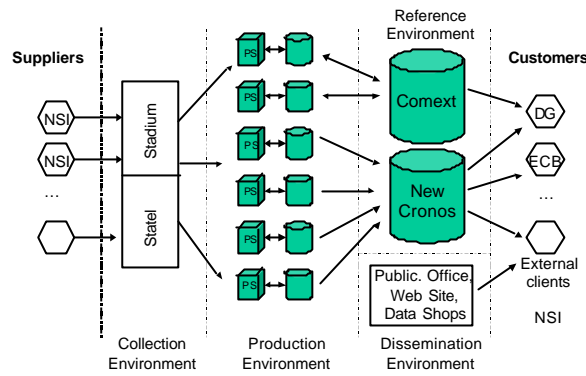 Reference
Environment
Suppliers
Customers
PS
PS
PS
PS
PS
PS
NSI
NSI
...
Stadium
Statel
Comext
New
Cronos
DG
ECB
...
External
clients
NSI
Public. Office,
Web Site,
Data Shops
Collection
Environment
Production
Environment
Dissemination
Environment